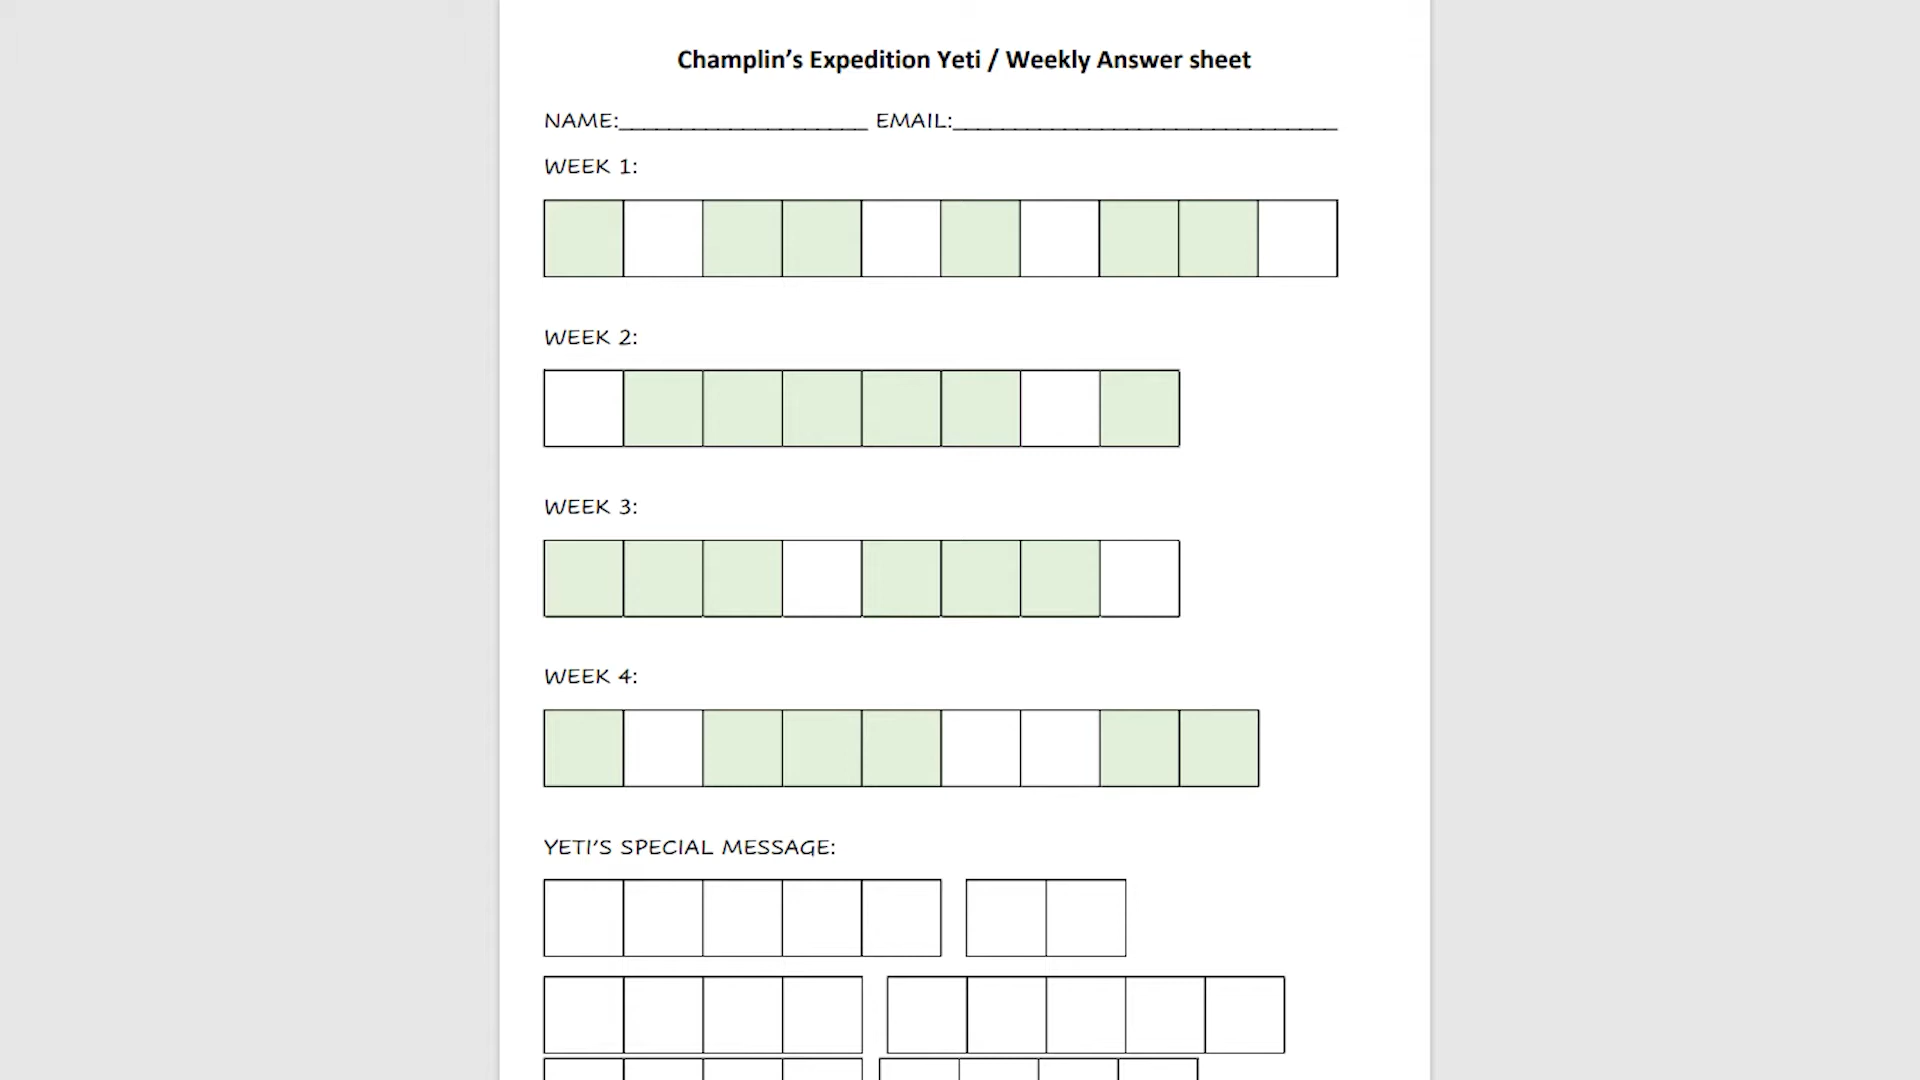 Champlin’s Expedition Yeti / Weekly Answer sheet
NAME:____________________ EMAIL:_______________________________
WEEK 1:
WEEK 2:
WEEK 3:
WEEK 4:
YETI’S SPECIAL MESSAGE: